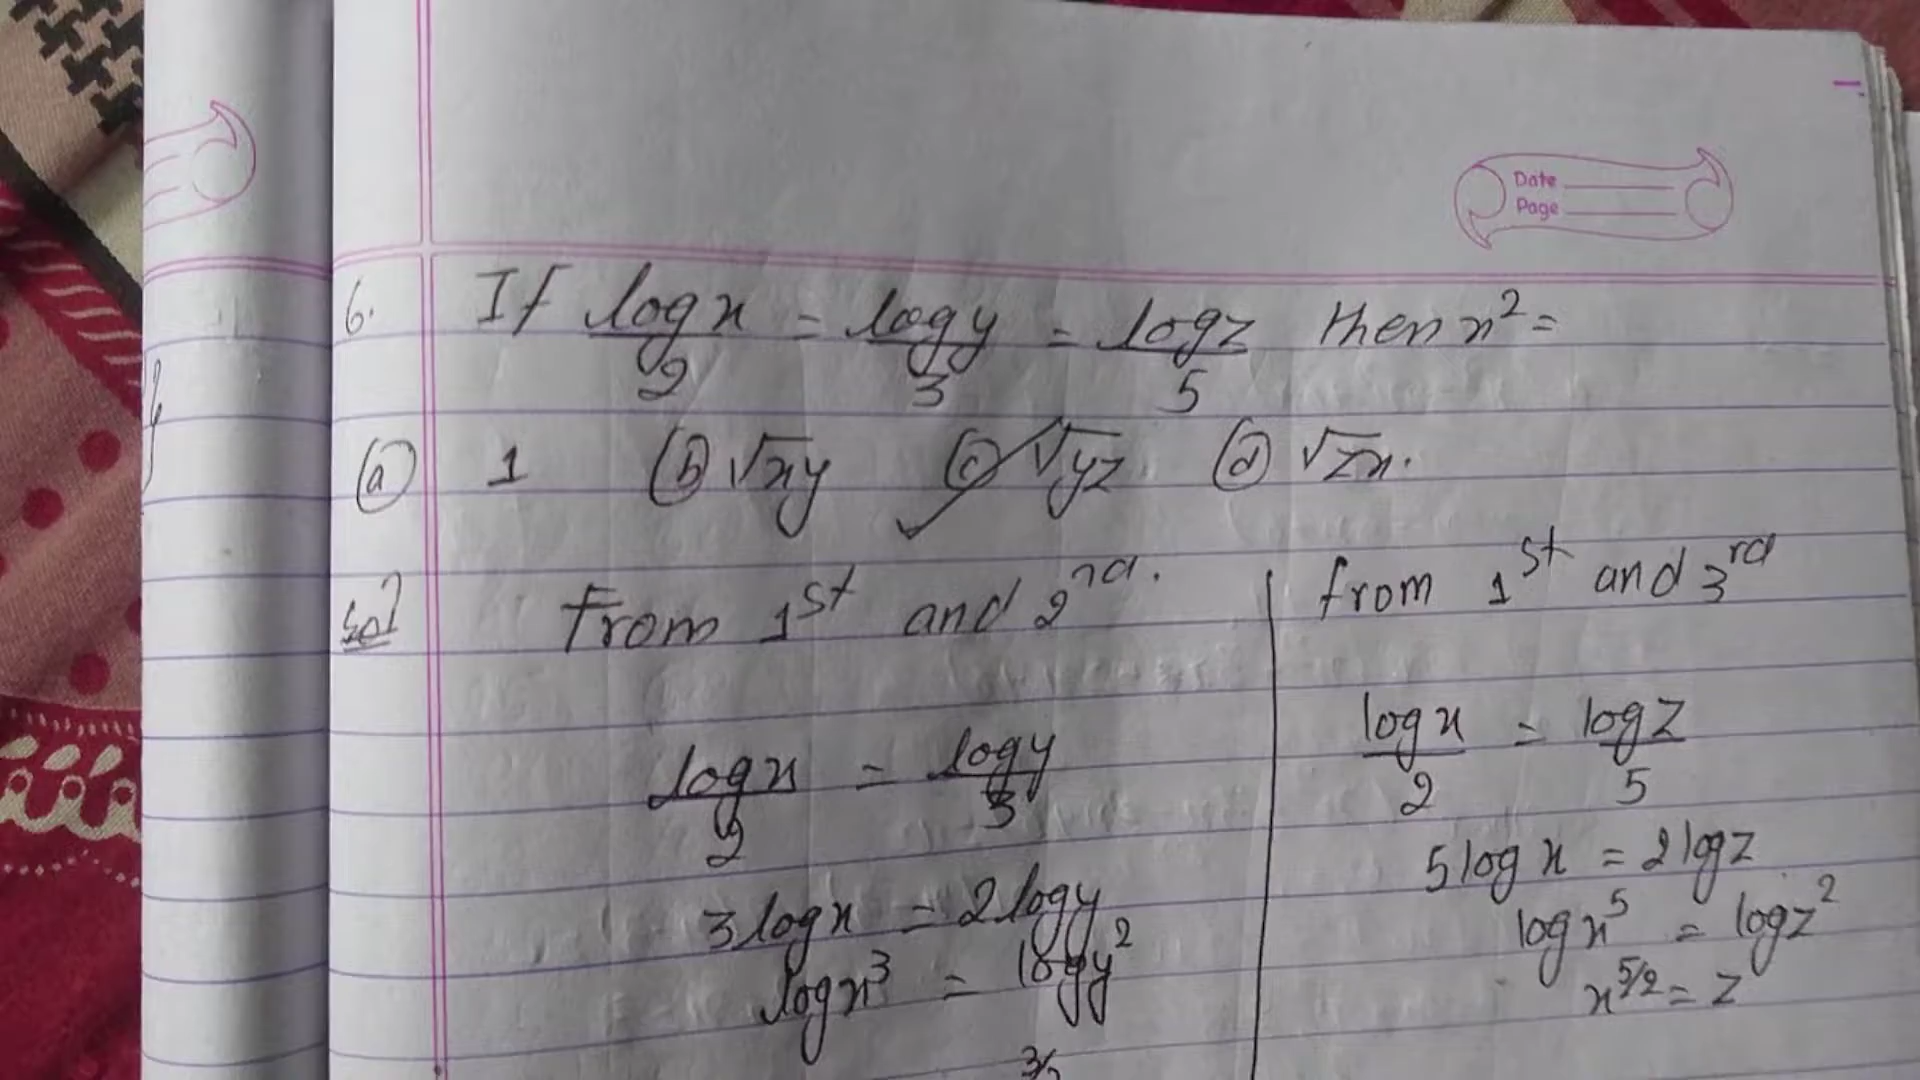 Date
Page
6. If log x/2 = log y/3 = log z/5 then x² =
(a) 1 (b) √xy (c) √yz (d) √zx.
Sol From 1st and 2nd.
log x/2 = log y/3
3 log x = 2 log y
log x³ = log y²
3/2
from 1st and 3rd
log x/2 = log z/5
5 log x = 2 log z
log x⁵ = log z²
x^5/2 = z